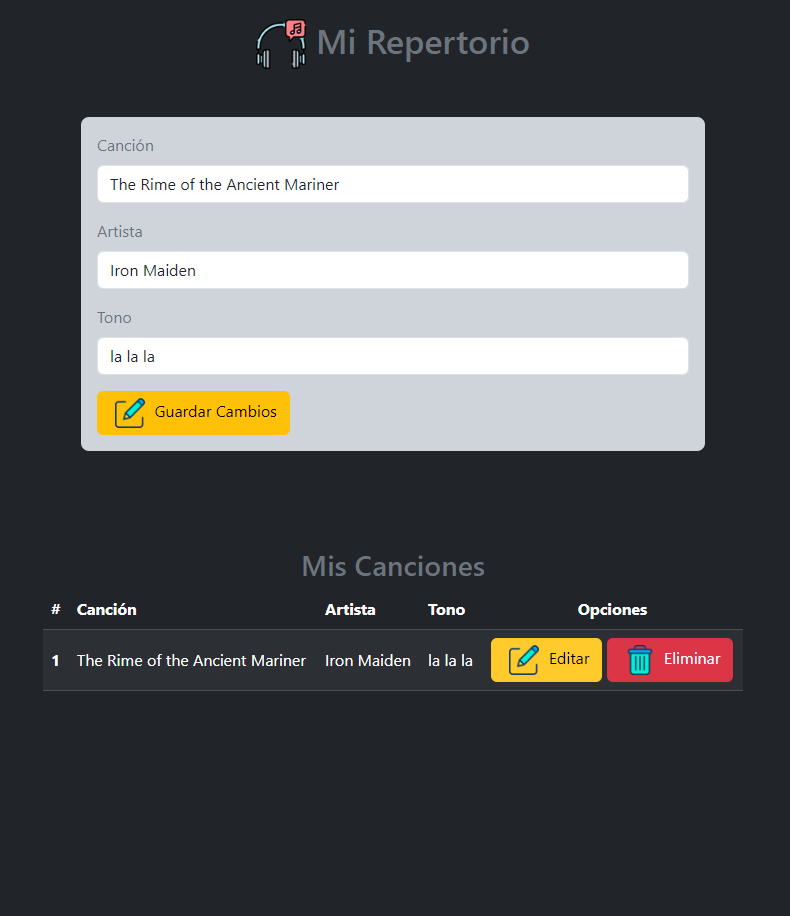 Mi Repertorio
Canción
The Rime of the Ancient Mariner
Artista
Iron Maiden
Tono
la la la
Guardar Cambios
Mis Canciones
# Canción Artista Tono Opciones
1 The Rime of the Ancient Mariner Iron Maiden la la la Editar Eliminar